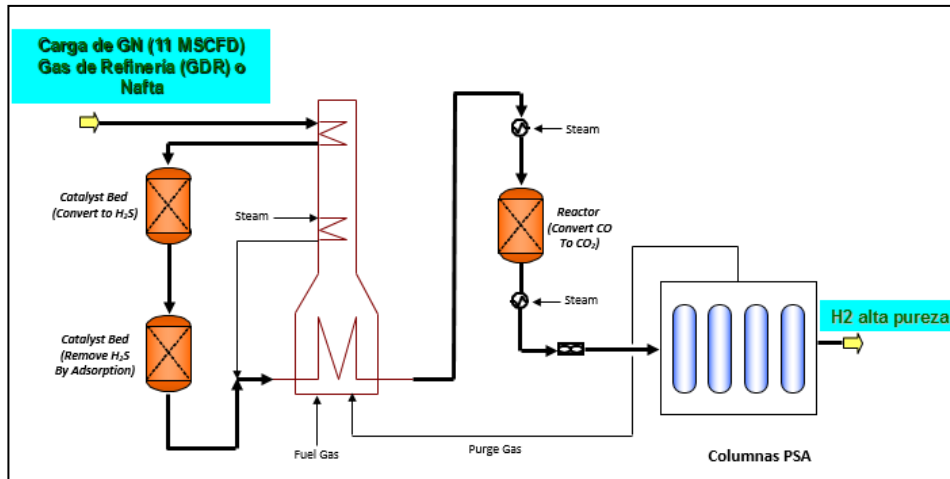 Carga de GN (11 MSCFD)
Gas de Refineria (GDR) o
Nafta
Steam
Catalyst Bed
(Convert to H₂S)
Steam
Reactor
(Convert CO
To CO₂)
Steam
H2 alta pureza
Catalyst Bed
(Remove H₂S
By Adsorption)
Fuel Gas
Purge Gas
Columnas PSA